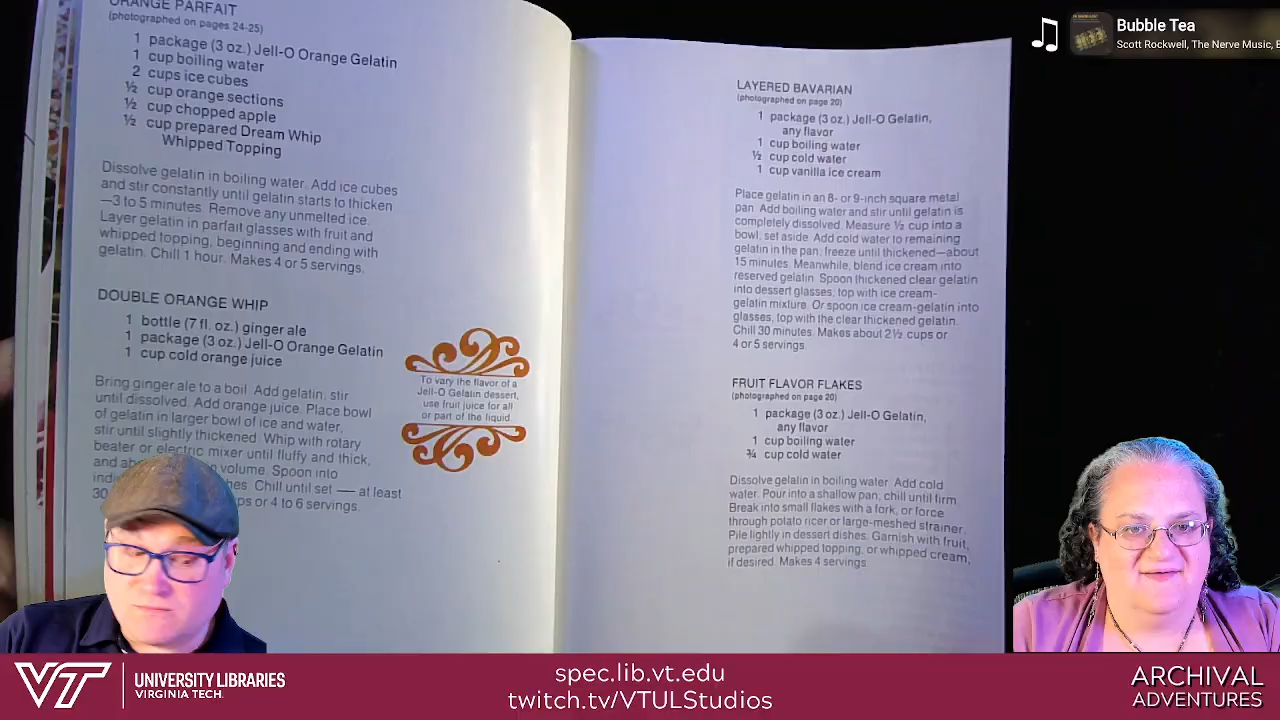 ORANGE PARFAIT
(photographed on pages 24-25)
1 package (3 oz.) Jell-O Orange Gelatin
1 cup boiling water
2 cups ice cubes
½ cup orange sections
½ cup chopped apple
½ cup prepared Dream Whip
Whipped Topping
Dissolve gelatin in boiling water. Add ice cubes
and stir constantly until gelatin starts to thicken
—3 to 5 minutes. Remove any unmelted ice.
Layer gelatin in parfait glasses with fruit and
whipped topping, beginning and ending with
gelatin. Chill 1 hour. Makes 4 or 5 servings.
DOUBLE ORANGE WHIP
1 bottle (7 fl. oz.) ginger ale
1 package (3 oz.) Jell-O Orange Gelatin
1 cup cold orange juice
Bring ginger ale to a boil. Add gelatin, stir
until dissolved. Add orange juice. Place bowl
of gelatin in larger bowl of ice and water,
stir until slightly thickened. Whip with rotary
beater or electric mixer until fluffy and thick,
and volume. Spoon into
Chill until set — at least
30 or 4 to 6 servings.
To vary the flavor of a
Jell-O Gelatin dessert,
use fruit juice for all
or part of the liquid.
LAYERED BAVARIAN
(photographed on page 20)
1 package (3 oz.) Jell-O Gelatin,
any flavor
1 cup boiling water
½ cup cold water
1 cup vanilla ice cream
Place gelatin in an 8- or 9-inch square metal
pan. Add boiling water and stir until gelatin is
completely dissolved. Measure ½ cup into a
bowl; set aside. Add cold water to remaining
gelatin in the pan; freeze until thickened—about
15 minutes. Meanwhile, blend ice cream into
reserved gelatin. Spoon thickened clear gelatin
into dessert glasses; top with ice cream-
gelatin mixture. Or spoon ice cream-gelatin into
glasses, top with the clear thickened gelatin.
Chill 30 minutes. Makes about 2½ cups or
4 or 5 servings.
FRUIT FLAVOR FLAKES
(photographed on page 20)
1 package (3 oz.) Jell-O Gelatin,
any flavor
1 cup boiling water
¾ cup cold water
Dissolve gelatin in boiling water. Add cold
water. Pour into a shallow pan; chill until firm.
Break into small flakes with a fork, or force
through potato ricer or large-meshed strainer.
Pile lightly in dessert dishes. Garnish with fruit,
prepared whipped topping, or whipped cream,
if desired. Makes 4 servings.
Bubble Tea
Scott Rockwell, The Nerve Music,
VT UNIVERSITY LIBRARIES
VIRGINIA TECH.
spec.lib.vt.edu
twitch.tv/VTULStudios
ARCHIVAL
ADVENTURES